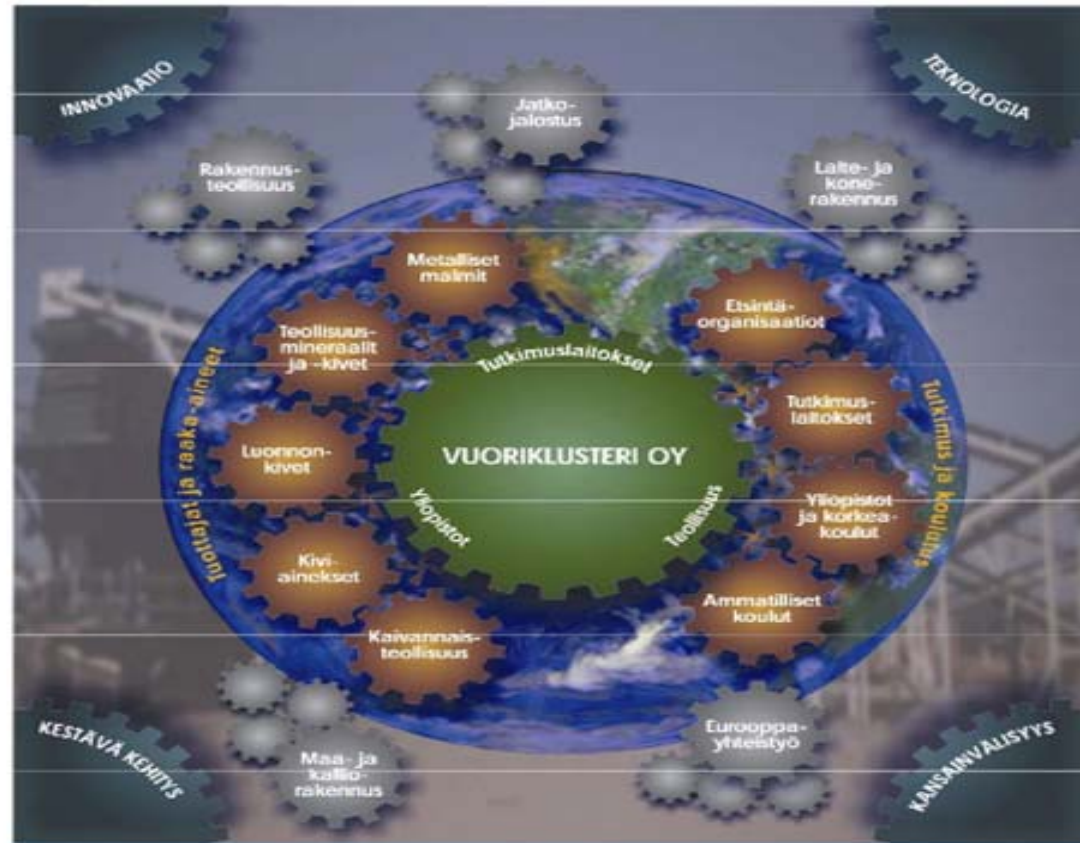 INNOVAATIO
TEKNOLOGIA
Jatko-
jalostus
Rakennus-
teollisuus
Laite- ja
kone-
rakennus
Metalliset
malmit
Etsintä-
organisaatiot
Teollisuus-
mineraalit
ja -kivet
Tutkimuslaitokset
Tutkimus-
laitokset
Tuottajat ja raaka-aineet
Tutkimus ja koulutus
Luonnon-
kivet
VUORIKLUSTERI OY
Yliopistot
Teollisuus
Yliopistot
ja korkea-
koulut
Kivi-
ainekset
Ammatilliset
koulut
Kaivannais-
teollisuus
KESTÄVÄ KEHITYS
Maa- ja
kallio-
rakennus
Eurooppa-
yhteistyö
KANSAINVÄLISYYS